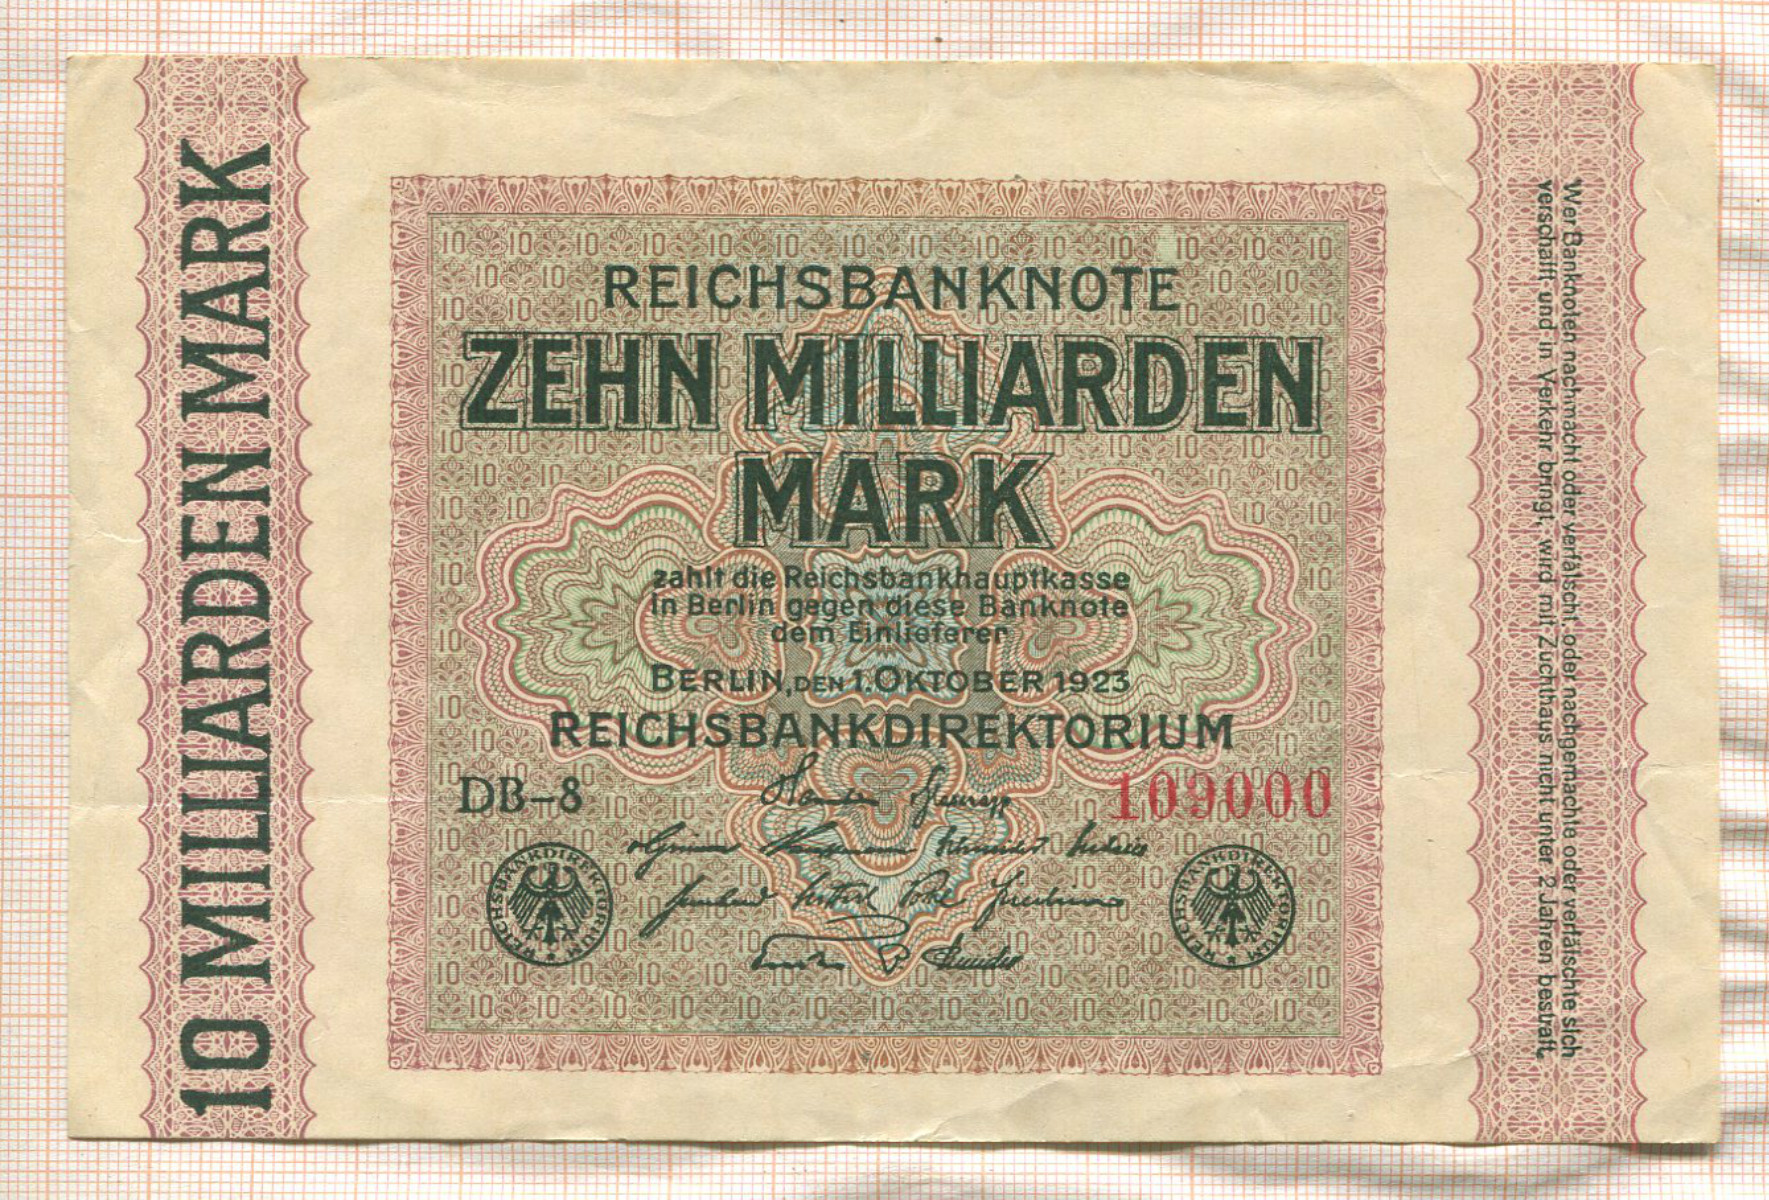 10 MILLIARDEN MARK
REICHSBANKNOTE
ZEHN MILLIARDEN
MARK
zahlt die Reichsbankhauptkasse
in Berlin gegen diese Banknote
dem Einlieferer
BERLIN, DEN 1. OKTOBER 1923
REICHSBANKDIREKTORIUM
DB-8
109000
REICHSBANKDIREKTORIUM
REICHSBANKDIREKTORIUM
Wer Banknoten nachmacht oder verfälscht, oder nachgemachte oder verfälschte sich
verschafft und in Verkehr bringt, wird mit Zuchthaus nicht unter 2 Jahren bestraft.